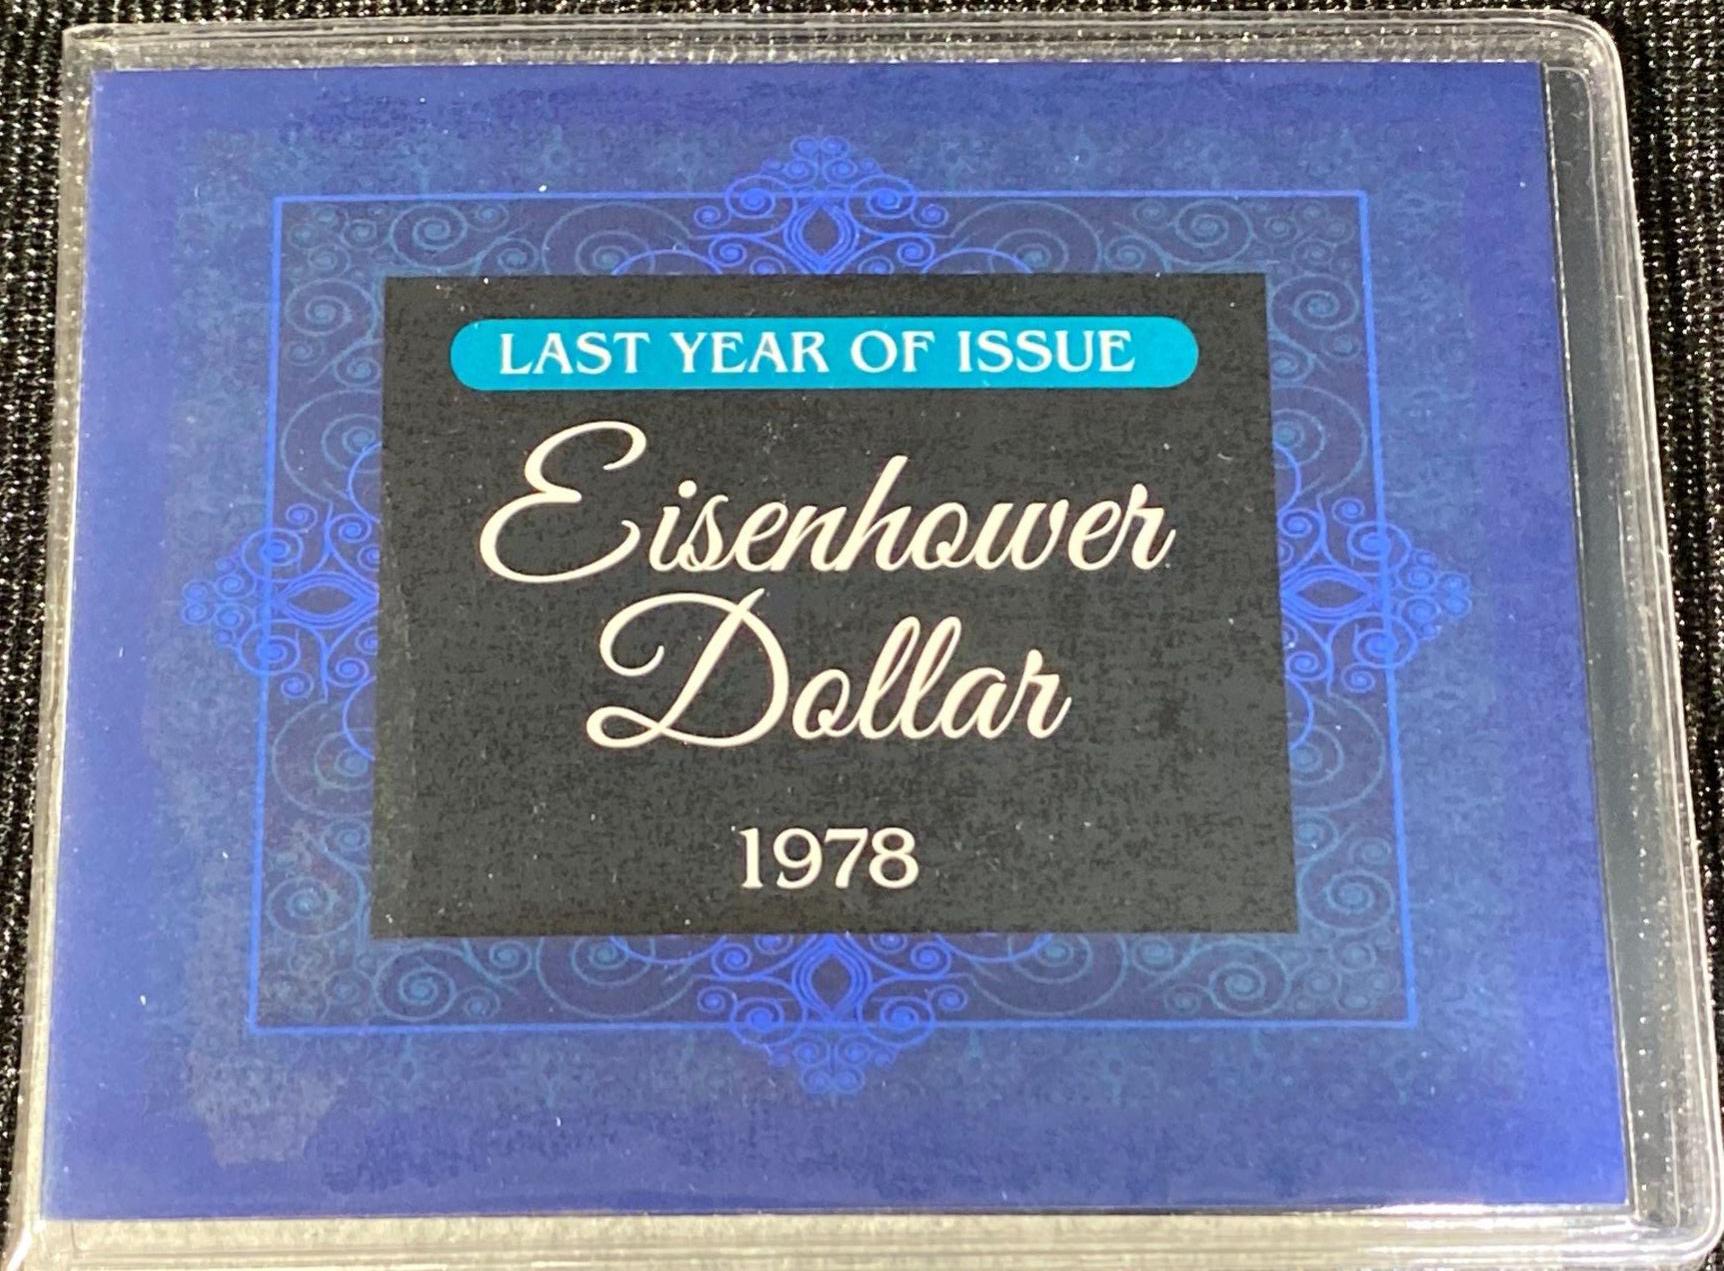 LAST YEAR OF ISSUE
Eisenhower
Dollar
1978